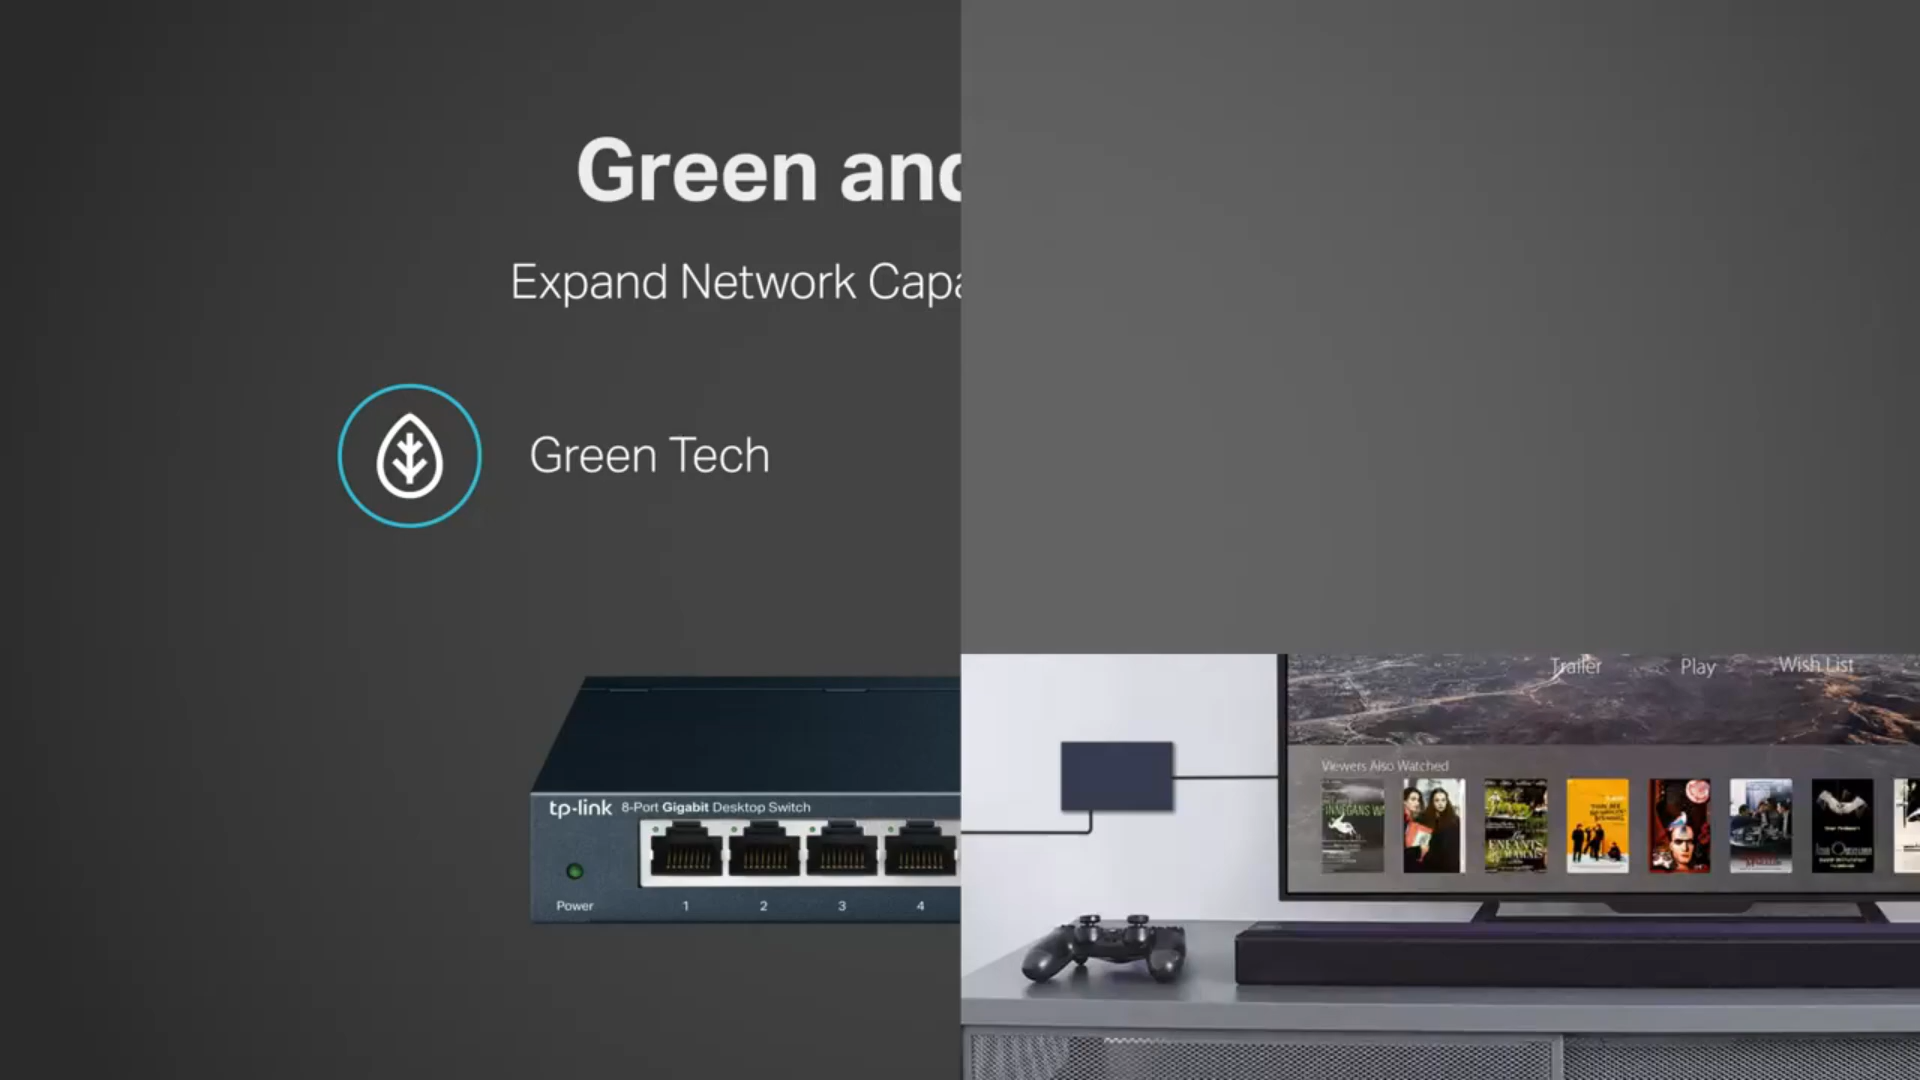 Green and
Expand Network Capa
Green Tech
tp-link 8-Port Gigabit Desktop Switch
Power 1 2 3 4
Trailer Play Wish List
Viewers Also Watched